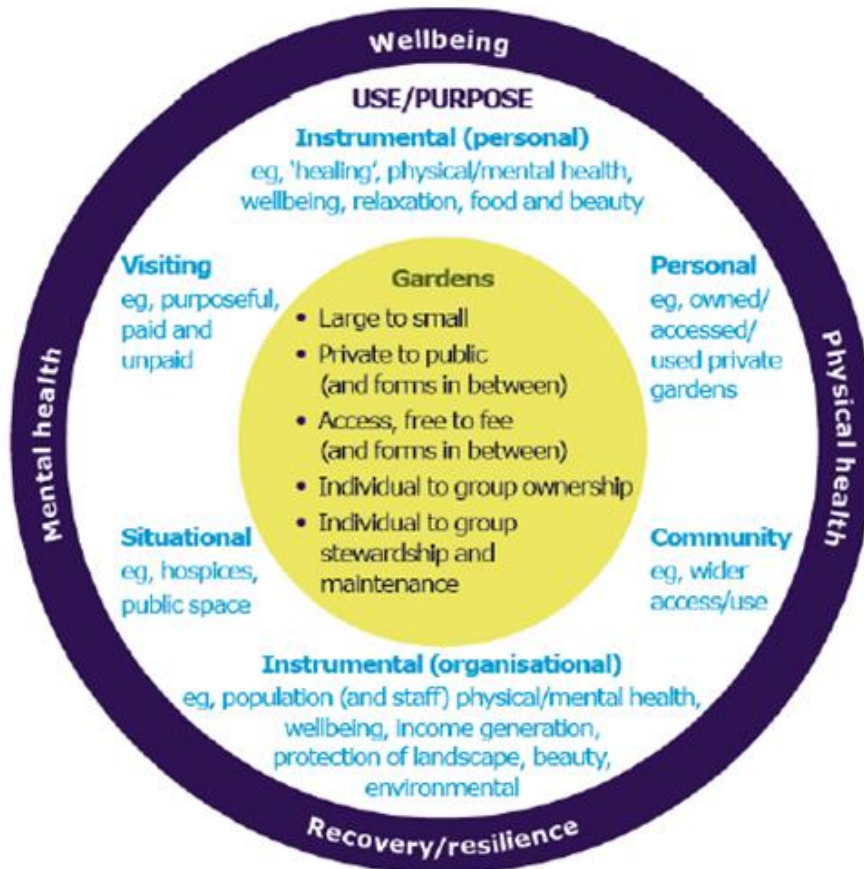 Wellbeing
USE/PURPOSE
Instrumental (personal)
eg, ‘healing’, physical/mental health,
wellbeing, relaxation, food and beauty
Visiting
eg, purposeful,
paid and
unpaid
Gardens
• Large to small
• Private to public
(and forms in between)
• Access, free to fee
(and forms in between)
• Individual to group ownership
• Individual to group
stewardship and
maintenance
Personal
eg, owned/
accessed/
used private
gardens
Mental health
Physical health
Situational
eg, hospices,
public space
Community
eg, wider
access/use
Instrumental (organisational)
eg, population (and staff) physical/mental health,
wellbeing, income generation,
protection of landscape, beauty,
environmental
Recovery/resilience